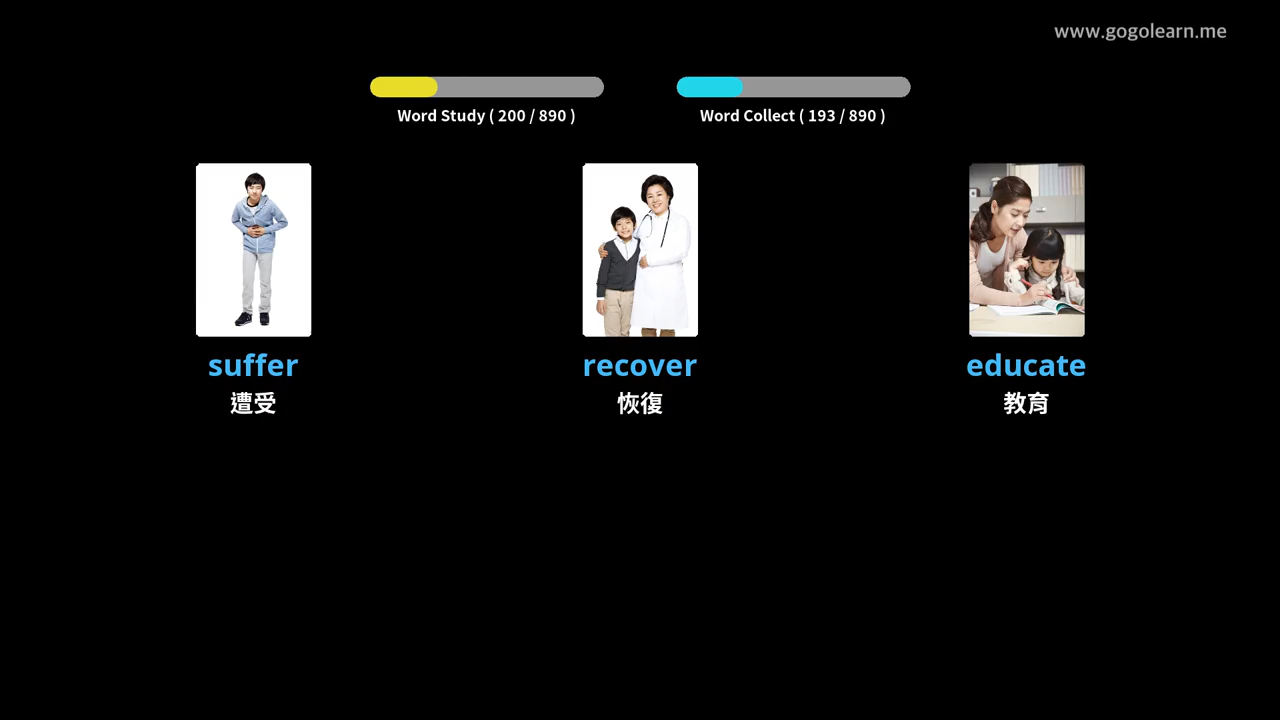 www.gogolearn.me
Word Study ( 200 / 890 )
Word Collect ( 193 / 890 )
suffer
recover
educate
遭受
恢復
教育